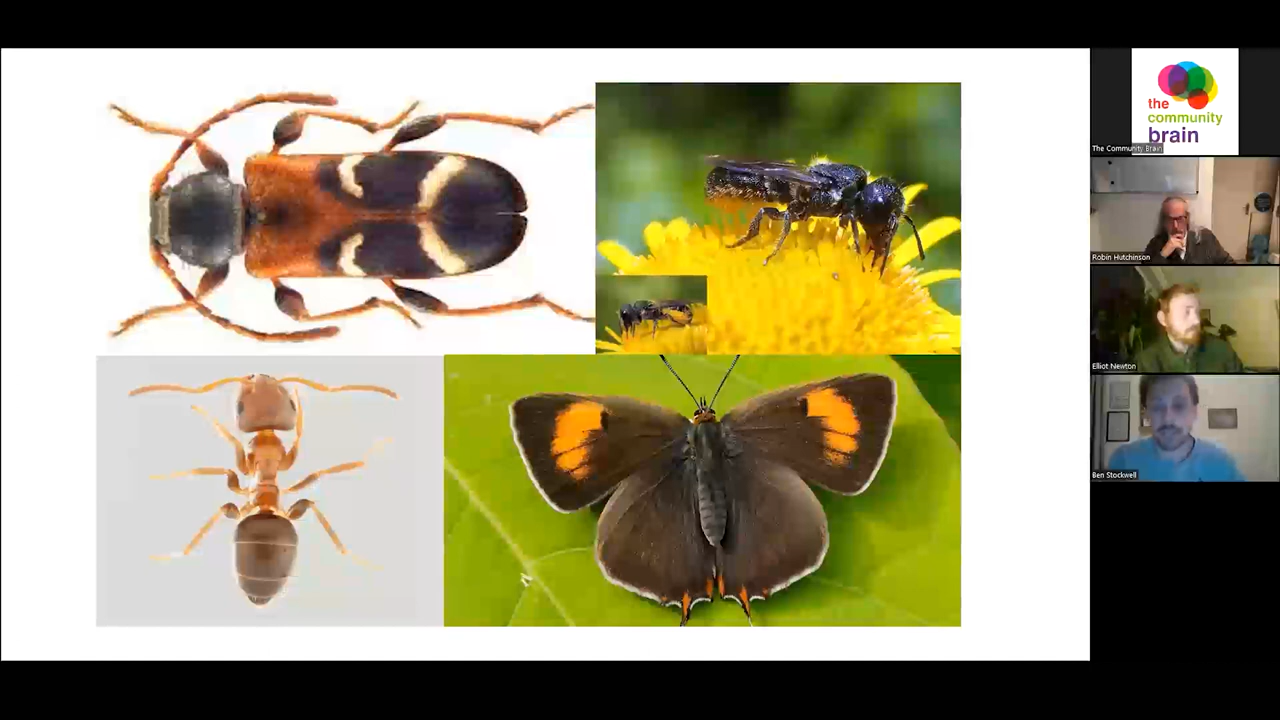 the
community
brain
The Community Brain
Robin Hutchinson
Elliot Newton
Ben Stockwell